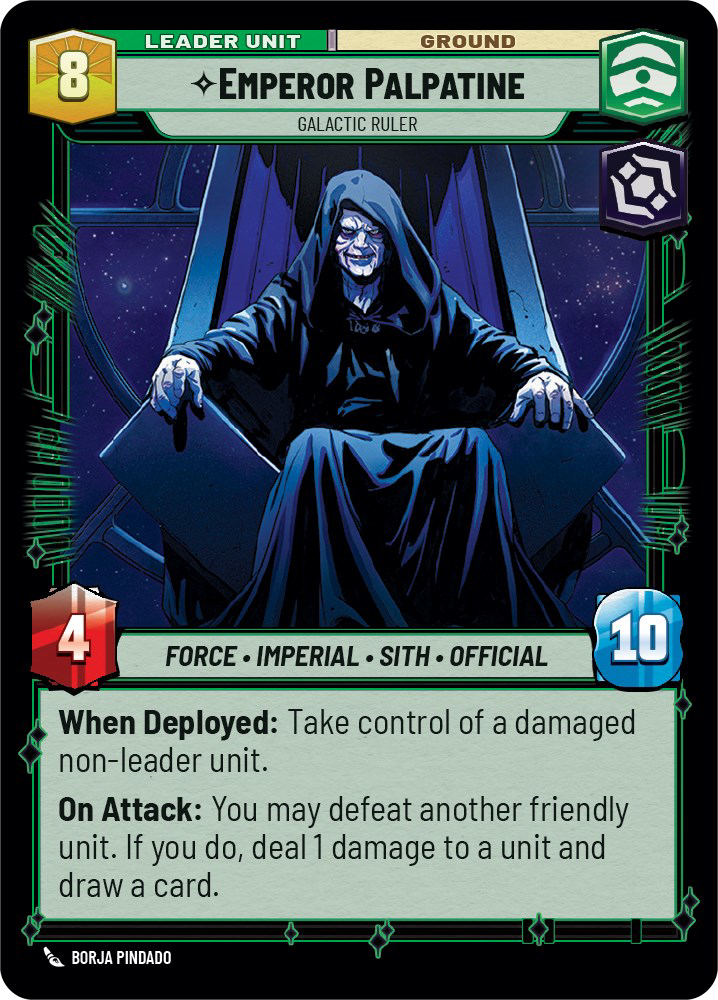 LEADER UNIT
GROUND
8
EMPEROR PALPATINE
GALACTIC RULER
4
FORCE • IMPERIAL • SITH • OFFICIAL
10
When Deployed: Take control of a damaged
non-leader unit.
On Attack: You may defeat another friendly
unit. If you do, deal 1 damage to a unit and
draw a card.
BORJA PINDADO